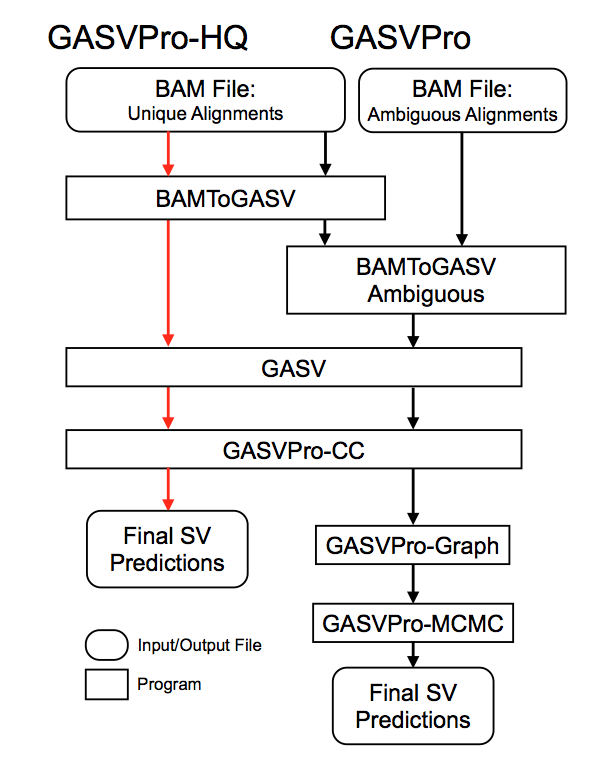 GASVPro-HQ
GASVPro
BAM File:
Unique Alignments
BAM File:
Ambiguous Alignments
BAMToGASV
BAMToGASV
Ambiguous
GASV
GASVPro-CC
Final SV
Predictions
GASVPro-Graph
GASVPro-MCMC
Input/Output File
Program
Final SV
Predictions